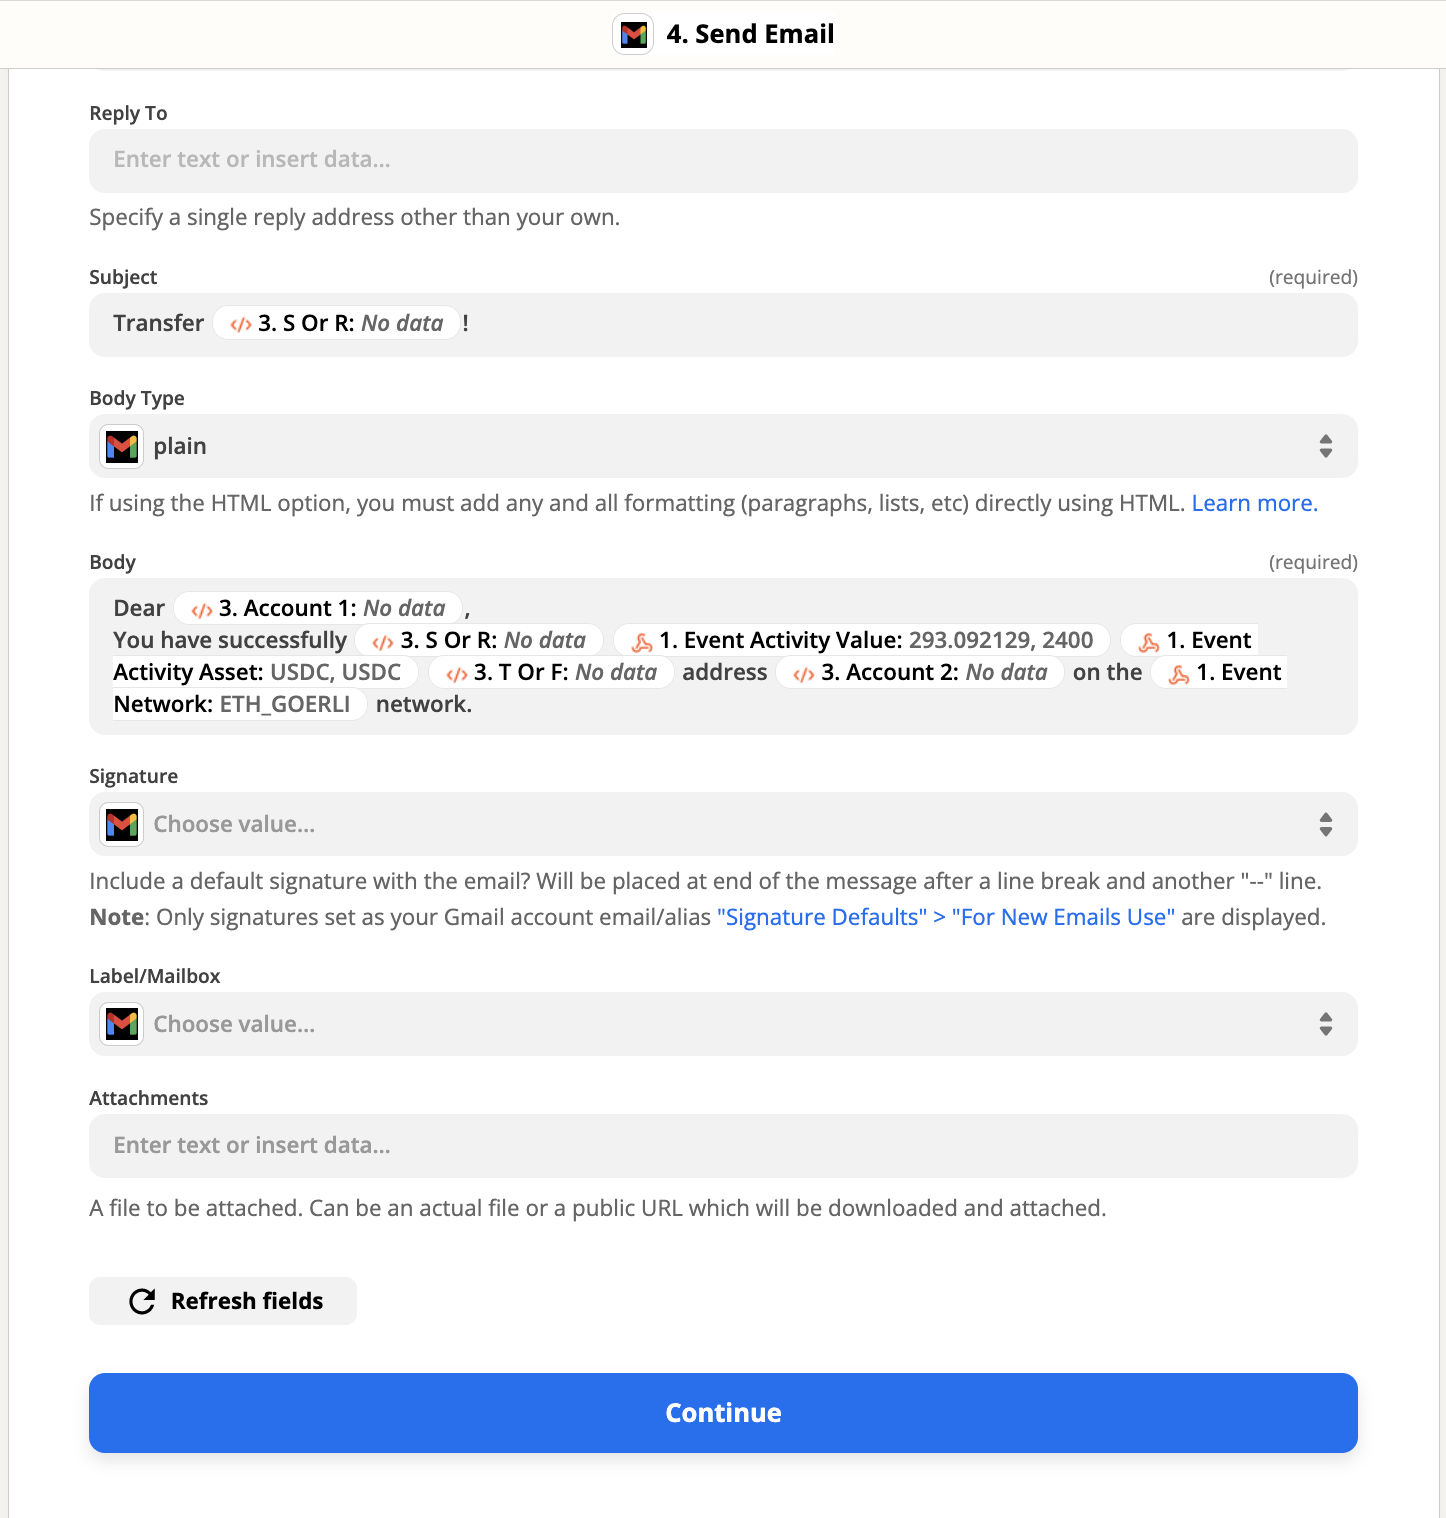 4. Send Email
Reply To
Enter text or insert data...
Specify a single reply address other than your own.
Subject (required)
Transfer </> 3. S Or R: No data !
Body Type
plain
If using the HTML option, you must add any and all formatting (paragraphs, lists, etc) directly using HTML. Learn more.
Body (required)
Dear </> 3. Account 1: No data ,
You have successfully </> 3. S Or R: No data 1. Event Activity Value: 293.092129, 2400 1. Event
Activity Asset: USDC, USDC </> 3. T Or F: No data address </> 3. Account 2: No data on the 1. Event
Network: ETH_GOERLI network.
Signature
Choose value...
Include a default signature with the email? Will be placed at end of the message after a line break and another "--" line.
Note: Only signatures set as your Gmail account email/alias "Signature Defaults" > "For New Emails Use" are displayed.
Label/Mailbox
Choose value...
Attachments
Enter text or insert data...
A file to be attached. Can be an actual file or a public URL which will be downloaded and attached.
Refresh fields
Continue